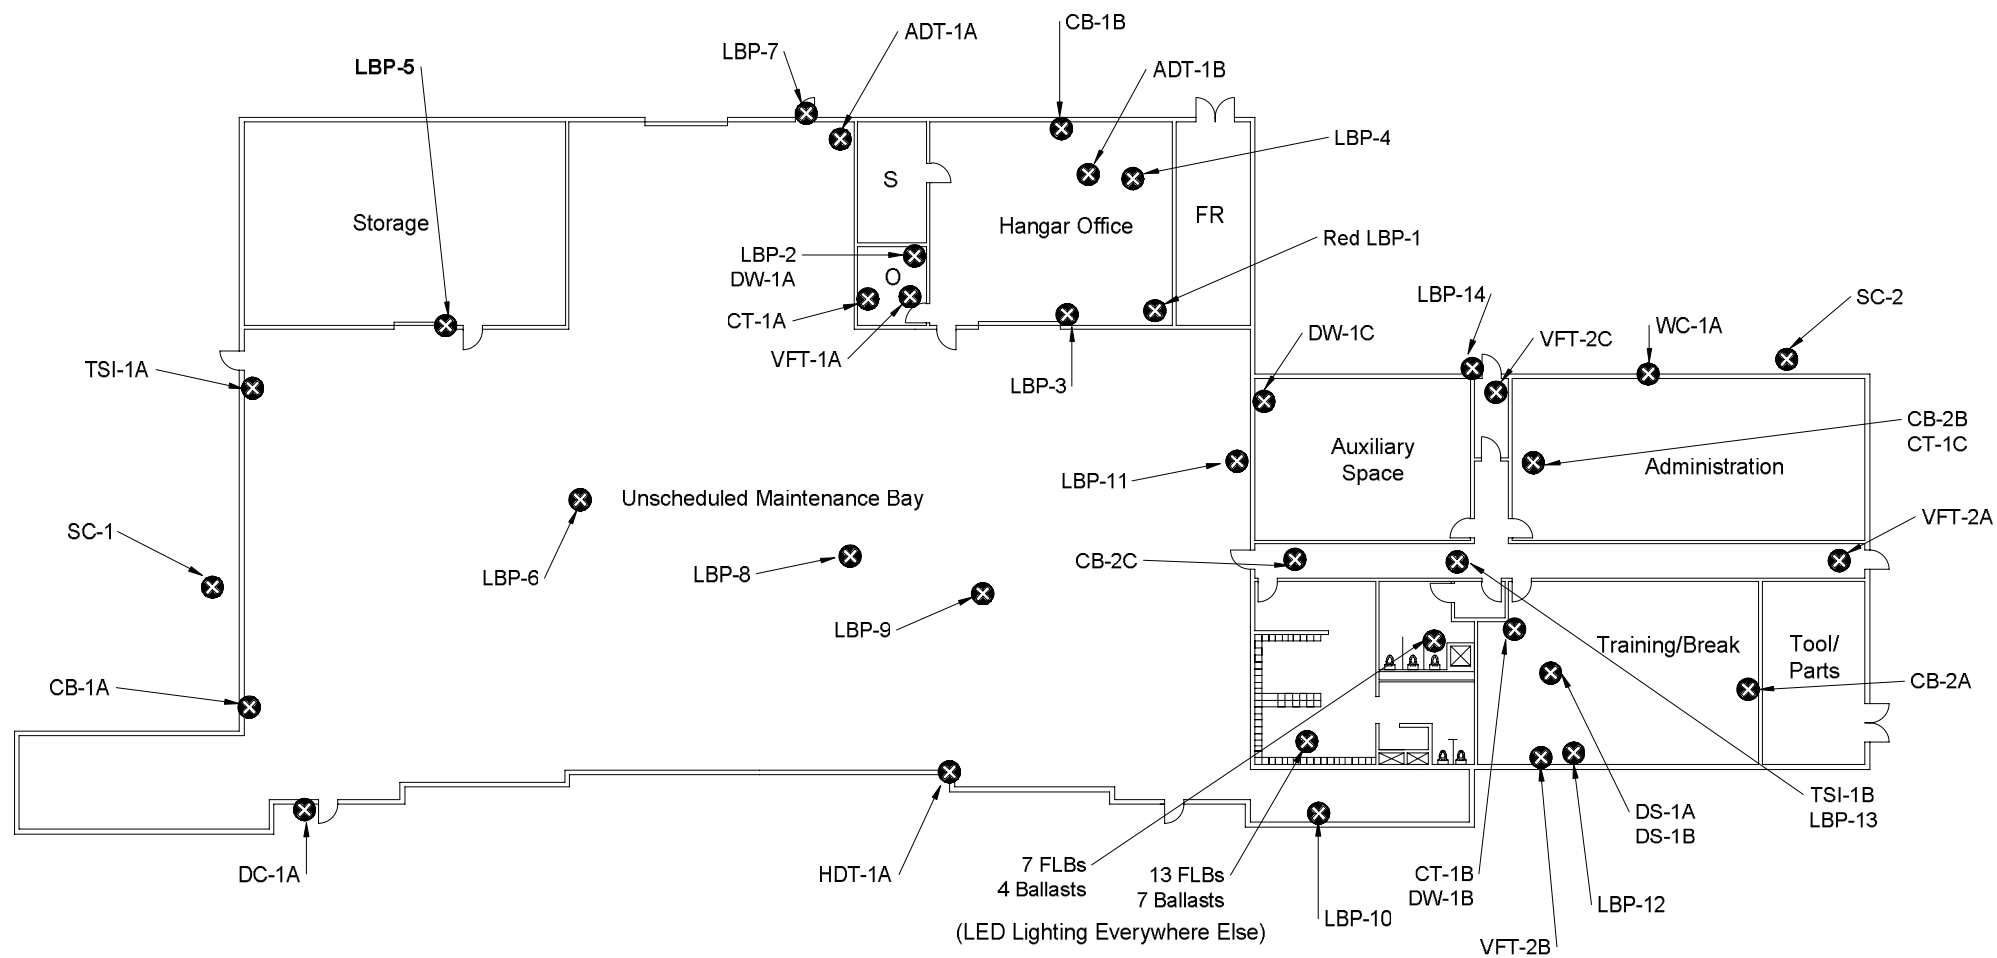 CB-1B
ADT-1A
LBP-7
LBP-5
ADT-1B
LBP-4
S
FR
Storage
Hangar Office
Red LBP-1
LBP-2
DW-1A
O
CT-1A
VFT-1A
LBP-3
TSI-1A
LBP-14
SC-2
WC-1A
DW-1C
VFT-2C
CB-2B
CT-1C
Auxiliary
Space
Administration
LBP-11
Unscheduled Maintenance Bay
SC-1
VFT-2A
CB-2C
LBP-6
LBP-8
LBP-9
Training/Break
Tool/
Parts
CB-2A
CB-1A
TSI-1B
LBP-13
DS-1A
DS-1B
DC-1A
HDT-1A
7 FLBs
4 Ballasts
13 FLBs
7 Ballasts
CT-1B
DW-1B
LBP-12
LBP-10
(LED Lighting Everywhere Else)
VFT-2B